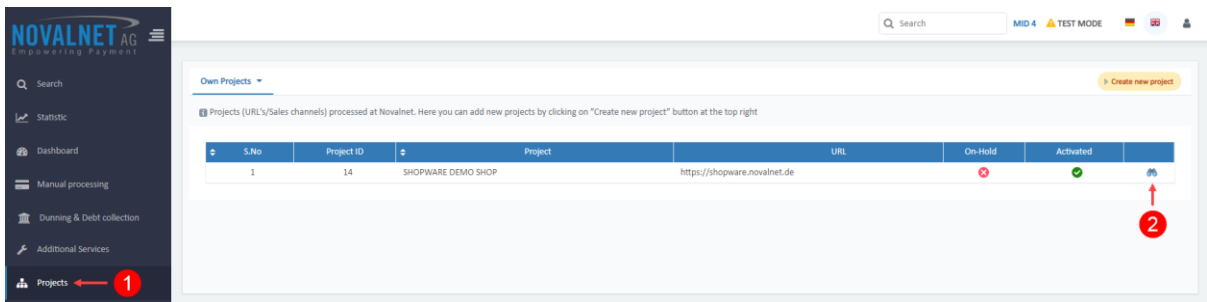 NOVALNET AG
Empowering Payment
Search
MID 4
TEST MODE
Search
Statistic
Dashboard
Manual processing
Dunning & Debt collection
Additional Services
Projects
1
Own Projects
Create new project
Projects (URL's/Sales channels) processed at Novalnet. Here you can add new projects by clicking on "Create new project" button at the top right
S.No Project ID Project URL On-Hold Activated
1 14 SHOPWARE DEMO SHOP https://shopware.novalnet.de
2